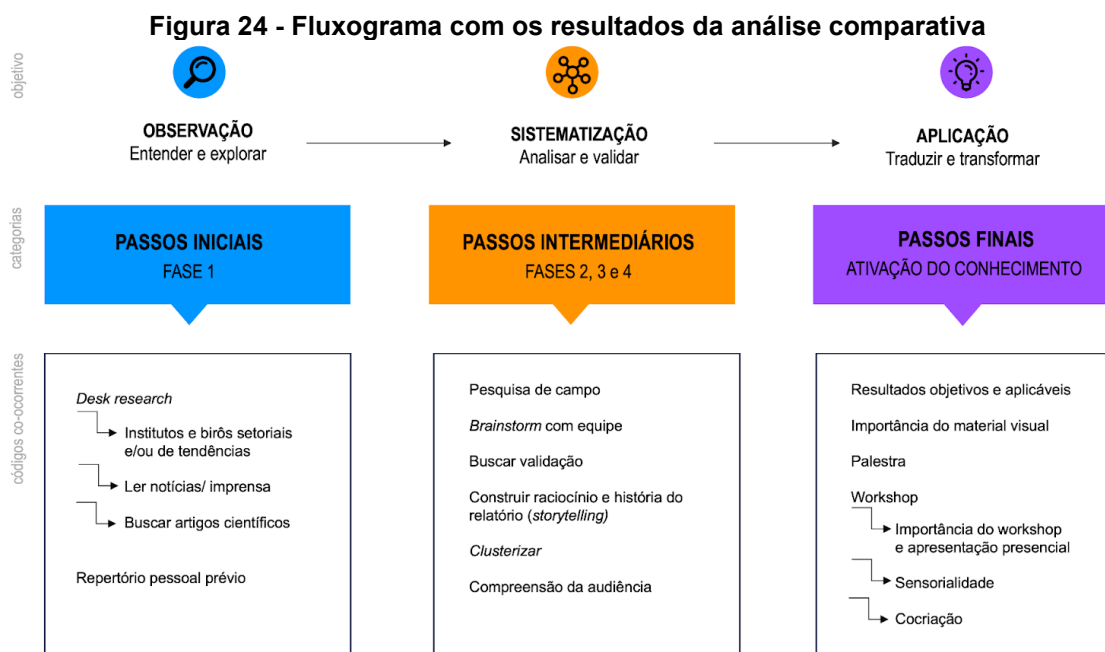 Figura 24 - Fluxograma com os resultados da análise comparativa
objetivo
OBSERVAÇÃO
Entender e explorar
SISTEMATIZAÇÃO
Analisar e validar
APLICAÇÃO
Traduzir e transformar
categorias
PASSOS INICIAIS
FASE 1
PASSOS INTERMEDIÁRIOS
FASES 2, 3 e 4
PASSOS FINAIS
ATIVAÇÃO DO CONHECIMENTO
códigos co-ocorrentes
Desk research
Institutos e birôs setoriais
e/ou de tendências
Ler notícias/ imprensa
Buscar artigos científicos
Repertório pessoal prévio
Pesquisa de campo
Brainstorm com equipe
Buscar validação
Construir raciocínio e história do
relatório (storytelling)
Clusterizar
Compreensão da audiência
Resultados objetivos e aplicáveis
Importância do material visual
Palestra
Workshop
Importância do workshop
e apresentação presencial
Sensorialidade
Cocriação